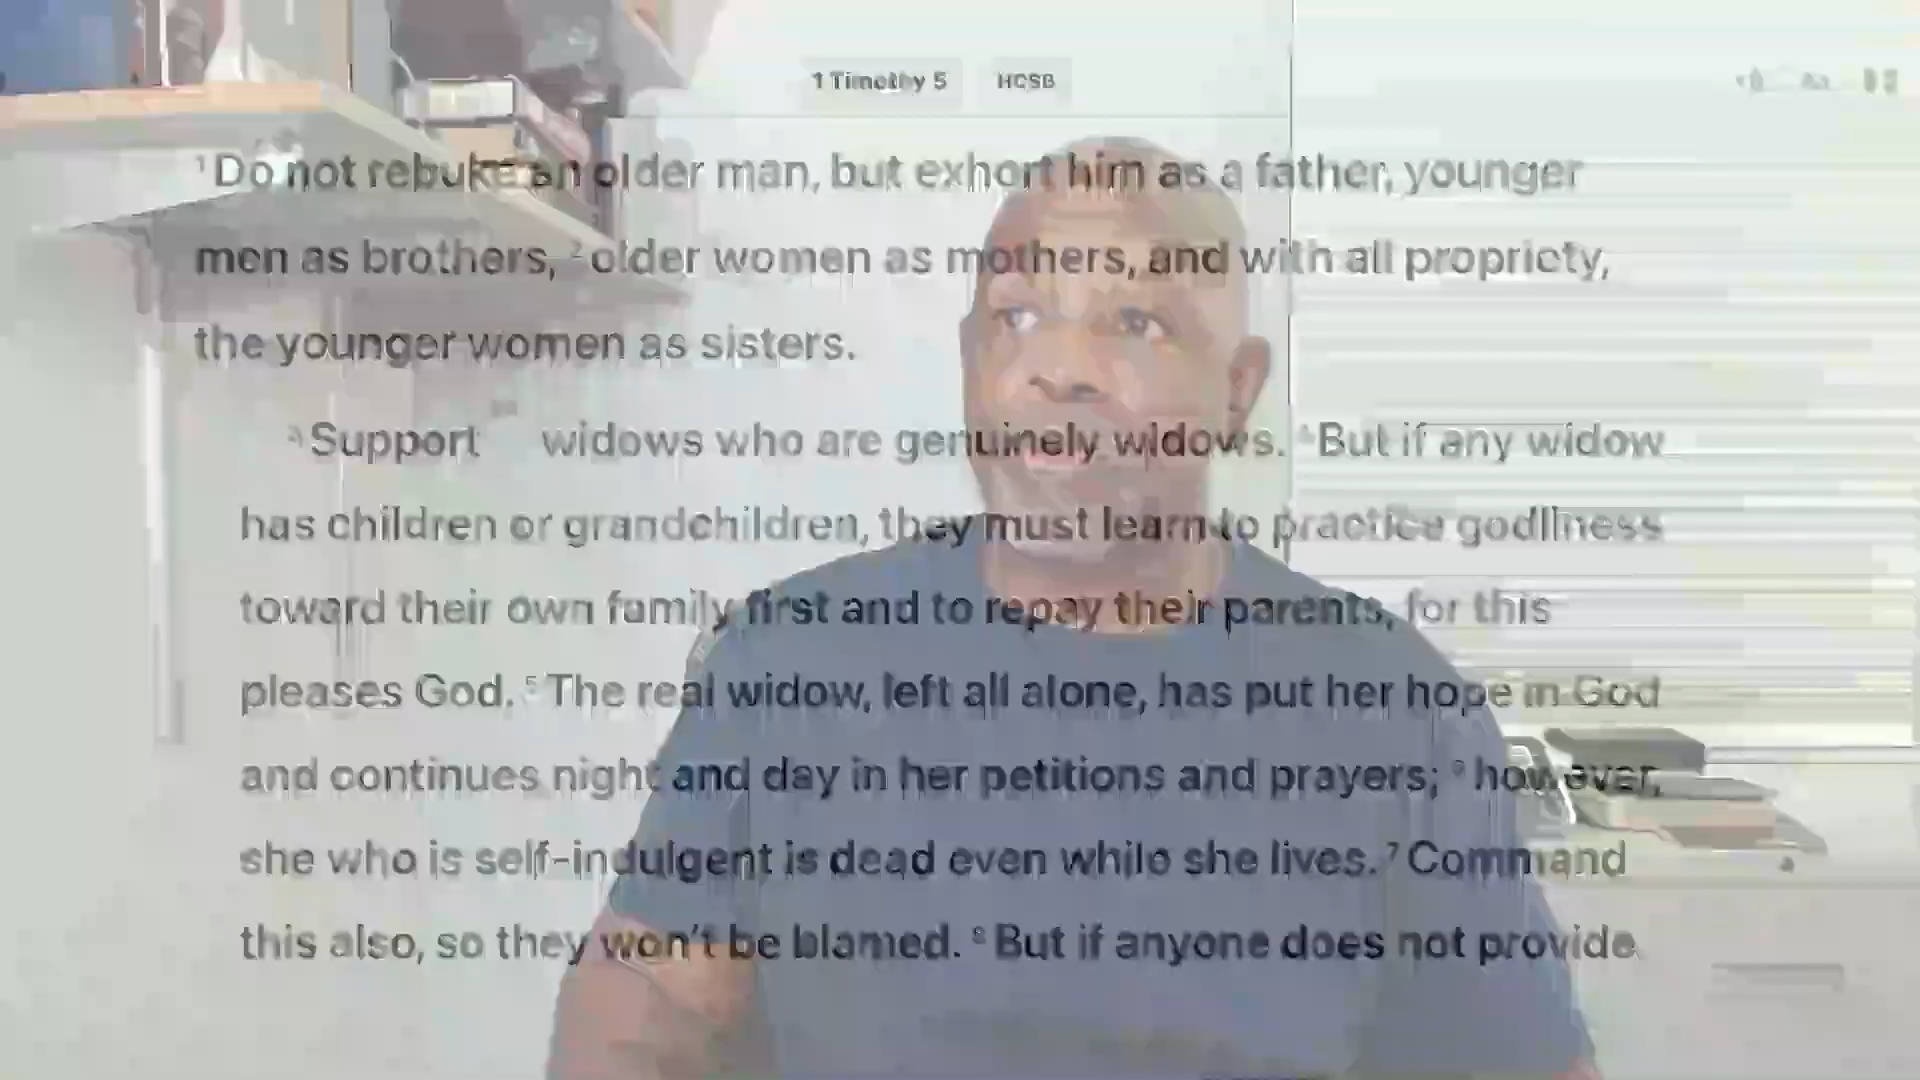 1 Timothy 5 HCSB
1 Do not rebuke an older man, but exhort him as a father, younger
men as brothers, 2 older women as mothers, and with all propriety,
the younger women as sisters.
3 Support widows who are genuinely widows. 4 But if any widow
has children or grandchildren, they must learn to practice godliness
toward their own family first and to repay their parents, for this
pleases God. 5 The real widow, left all alone, has put her hope in God
and continues night and day in her petitions and prayers; 6 however,
she who is self-indulgent is dead even while she lives. 7 Command
this also, so they won't be blamed. 8 But if anyone does not provide